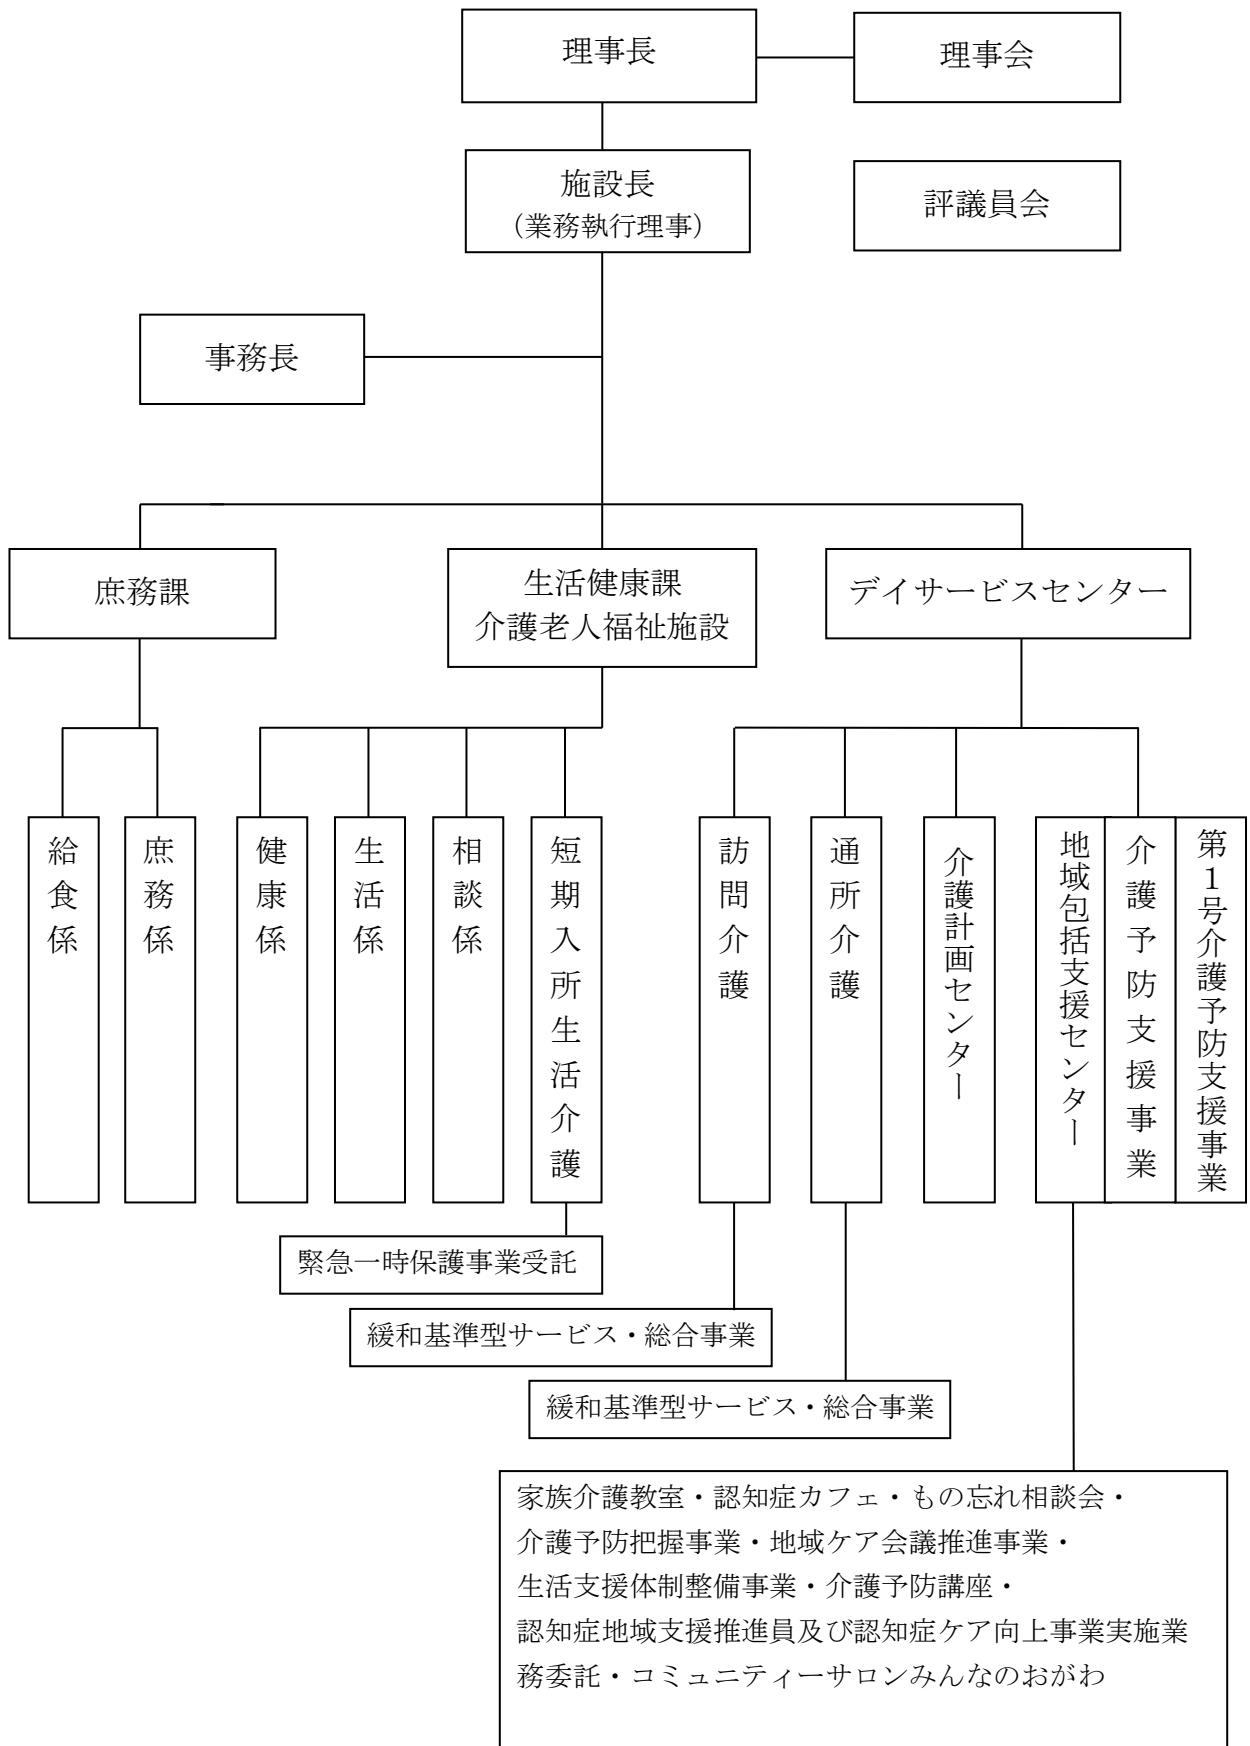 理事長
理事会
施設長
（業務執行理事）
評議員会
事務長
庶務課
生活健康課
介護老人福祉施設
デイサービスセンター
給食係
庶務係
健康係
生活係
相談係
短期入所生活介護
訪問介護
通所介護
介護計画センター
地域包括支援センター
介護予防支援事業
第１号介護予防支援事業
緊急一時保護事業受託
緩和基準型サービス・総合事業
緩和基準型サービス・総合事業
家族介護教室・認知症カフェ・もの忘れ相談会・
介護予防把握事業・地域ケア会議推進事業・
生活支援体制整備事業・介護予防講座・
認知症地域支援推進員及び認知症ケア向上事業実施業
務委託・コミュニティーサロンみんなのおがわ